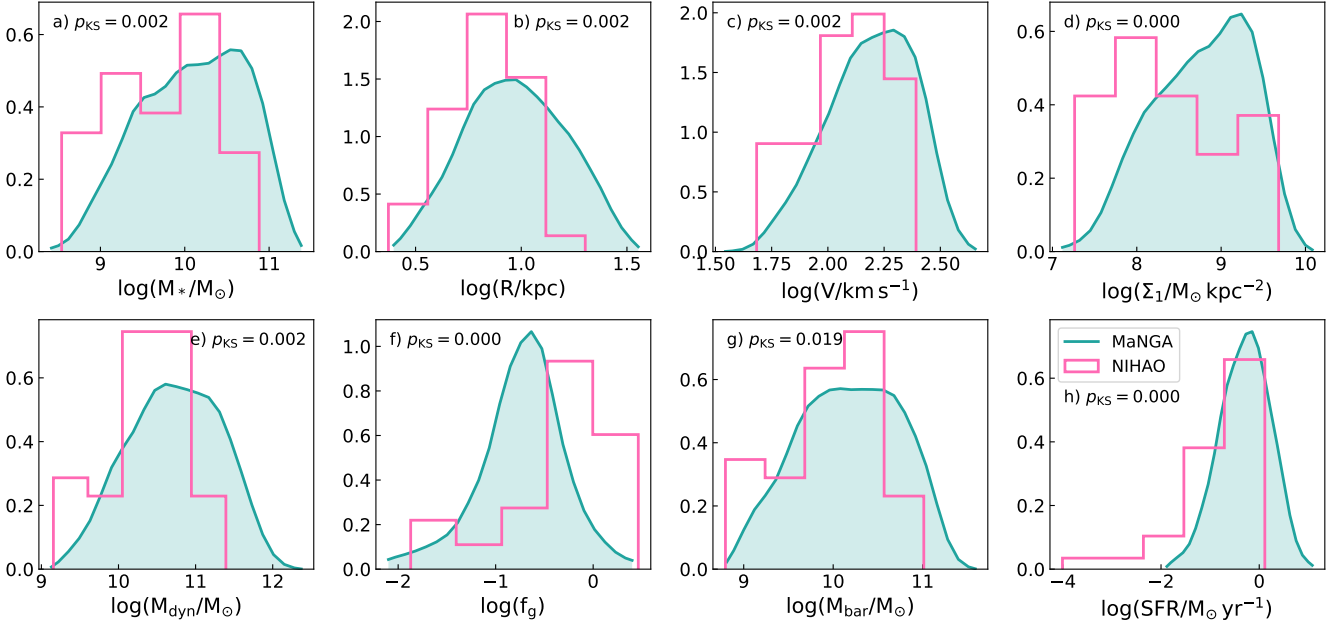 a) p_KS = 0.002
0.6
0.4
0.2
0.0
9 10 11
log(M_*/M_⊙)
b) p_KS = 0.002
2.0
1.5
1.0
0.5
0.0
0.5 1.0 1.5
log(R/kpc)
c) p_KS = 0.002
2.0
1.5
1.0
0.5
0.0
1.50 1.75 2.00 2.25 2.50
log(V/km s⁻¹)
d) p_KS = 0.000
0.6
0.4
0.2
0.0
7 8 9 10
log(Σ₁/M_⊙ kpc⁻²)
e) p_KS = 0.002
0.6
0.4
0.2
0.0
9 10 11 12
log(M_dyn/M_⊙)
f) p_KS = 0.000
1.0
0.8
0.6
0.4
0.2
0.0
−2 −1 0
log(f_g)
g) p_KS = 0.019
0.8
0.6
0.4
0.2
0.0
9 10 11
log(M_bar/M_⊙)
MaNGA
NIHAO
h) p_KS = 0.000
0.6
0.4
0.2
0.0
−4 −2 0
log(SFR/M_⊙ yr⁻¹)